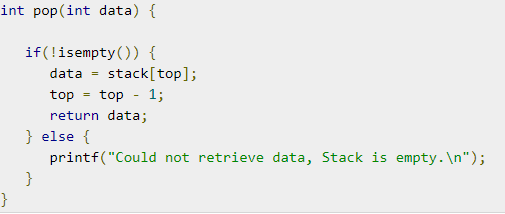 int pop(int data) {
if(!isempty()) {
data = stack[top];
top = top - 1;
return data;
} else {
printf("Could not retrieve data, Stack is empty.\n");
}
}